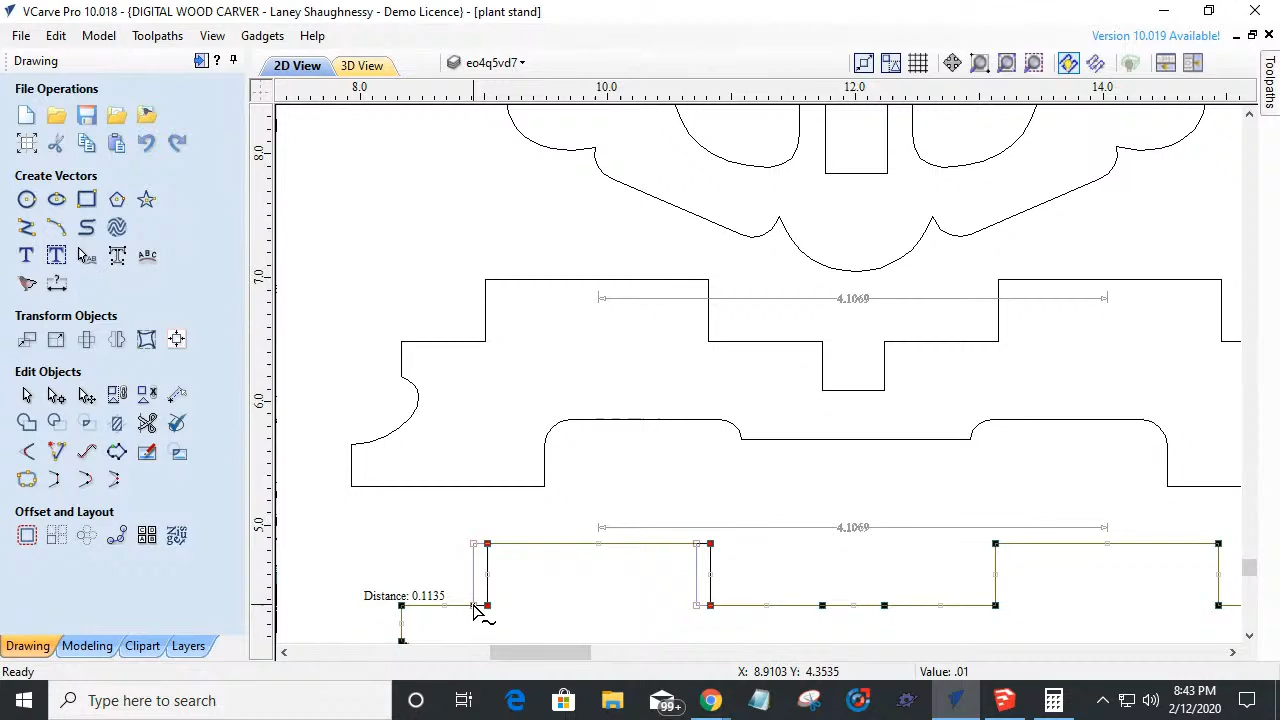 VCarve Pro 10.018 - {DIGITAL WOOD CARVER - Laney Shaughnessy - Demo Licence} - [plant stand]
File Edit Model Toolpaths View Gadgets Help
Version 10.019 Available!
Drawing
2D View 3D View eo4q5vd7
Toolpaths
File Operations
8.0 10.0 12.0 14.0
8.0
Create Vectors
ABC
7.0
4.1069
Transform Objects
Edit Objects
6.0
Offset and Layout
5.0
4.1069
Distance: 0.1135
Drawing Modeling Clipart Layers
Ready
X: 8.9103 Y: 4.3535
Value: .01
Type here to search
99+
8:43 PM
2/12/2020